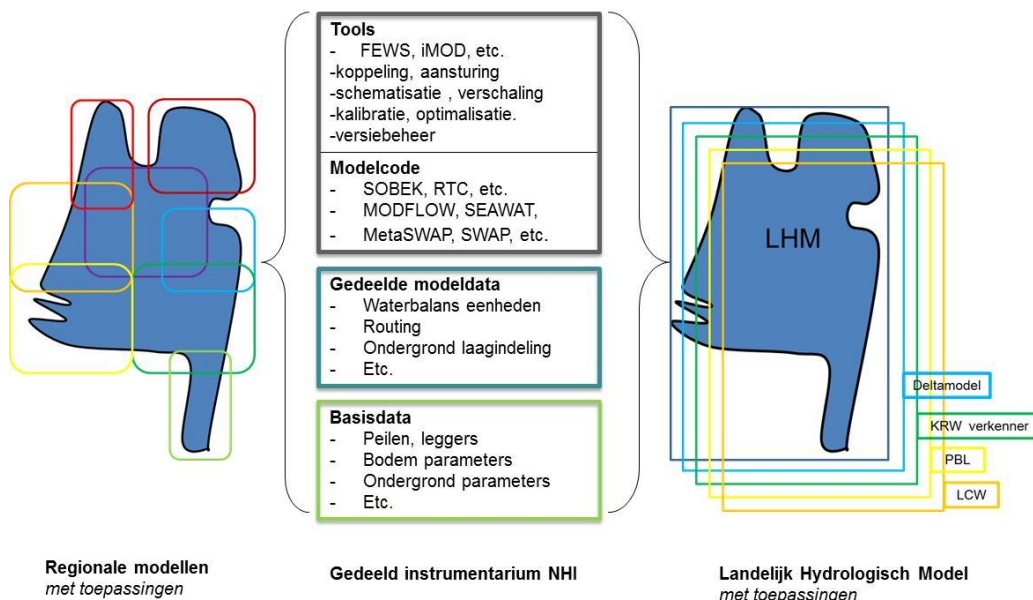 Tools
- FEWS, iMOD, etc.
-koppeling, aansturing
-schematisatie , verschaling
-kalibratie, optimalisatie.
-versiebeheer
Modelcode
- SOBEK, RTC, etc.
- MODFLOW, SEAWAT,
- MetaSWAP, SWAP, etc.
Gedeelde modeldata
- Waterbalans eenheden
- Routing
- Ondergrond laagindeling
- Etc.
Basisdata
- Peilen, leggers
- Bodem parameters
- Ondergrond parameters
- Etc.
LHM
Deltamodel
KRW verkenner
PBL
LCW
Regionale modellen
met toepassingen
Gedeeld instrumentarium NHI
Landelijk Hydrologisch Model
met toepassingen